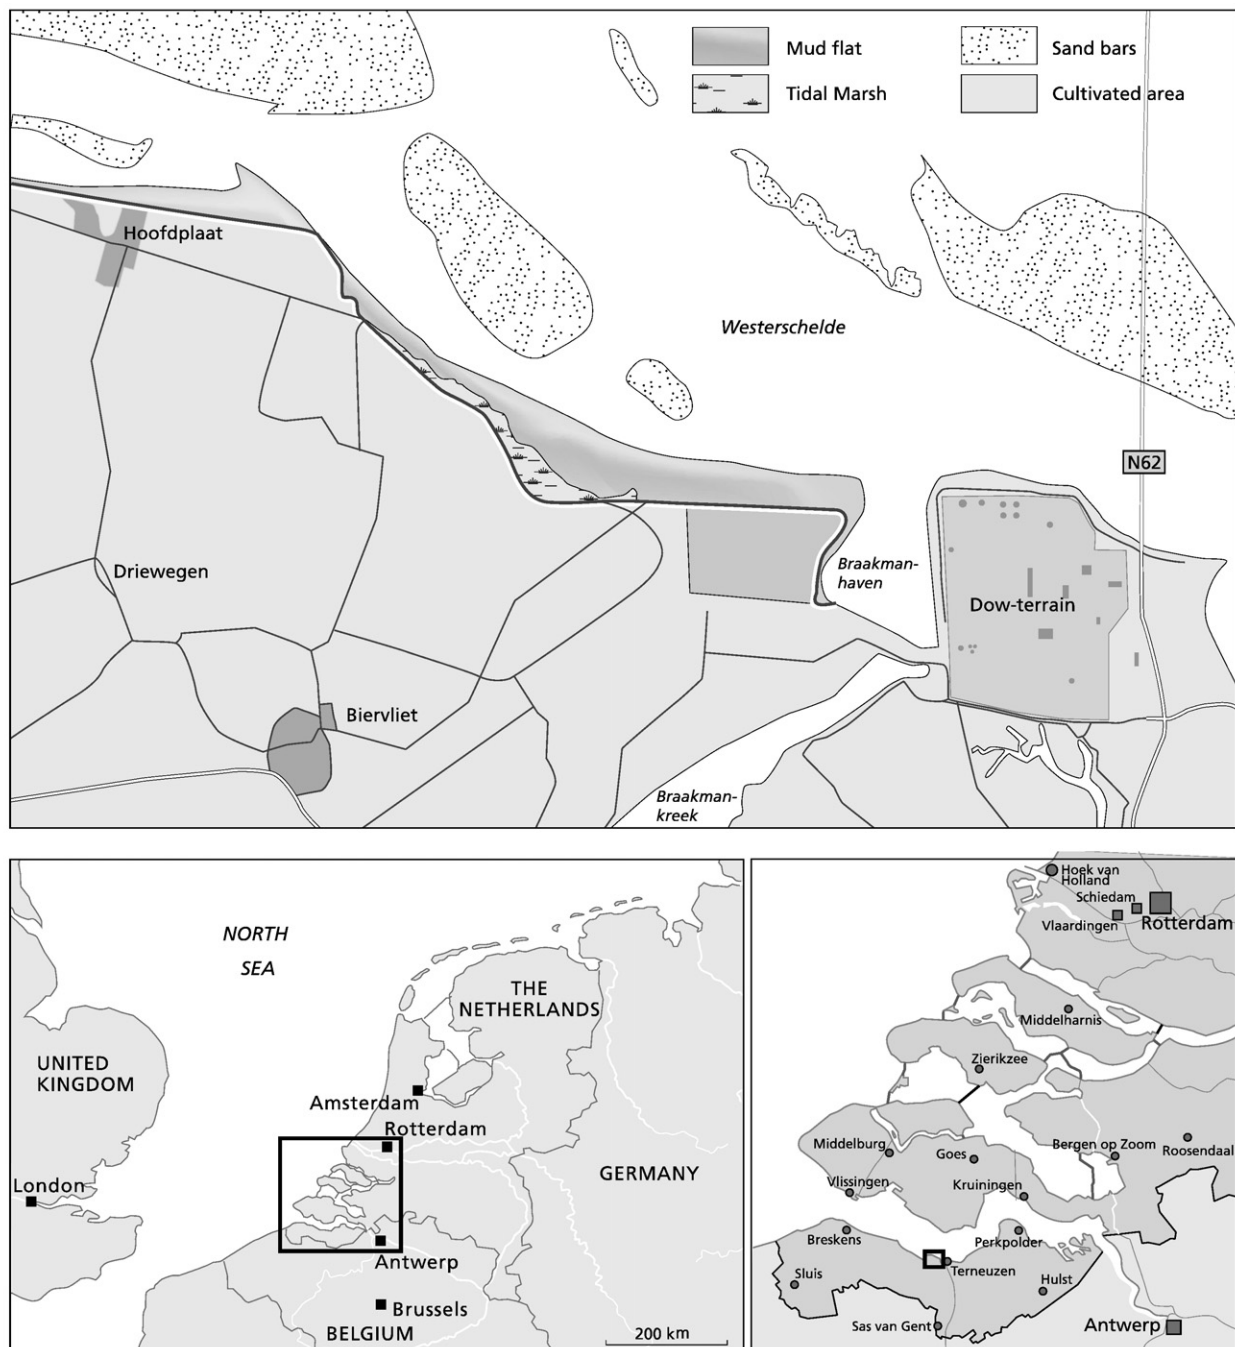 Mud flat
Sand bars
Tidal Marsh
Cultivated area
Hoofdplaat
Westerschelde
N62
Driewegen
Braakman-
haven
Dow-terrain
Biervliet
Braakman-
kreek
NORTH
SEA
THE
NETHERLANDS
UNITED
KINGDOM
Amsterdam
Rotterdam
London
GERMANY
Antwerp
Brussels
BELGIUM
200 km
Hoek van
Holland
Schiedam
Vlaardingen
Rotterdam
Middelharnis
Zierikzee
Middelburg
Goes
Bergen op Zoom
Roosendaal
Vlissingen
Kruiningen
Breskens
Perkpolder
Terneuzen
Sluis
Hulst
Sas van Gent
Antwerp